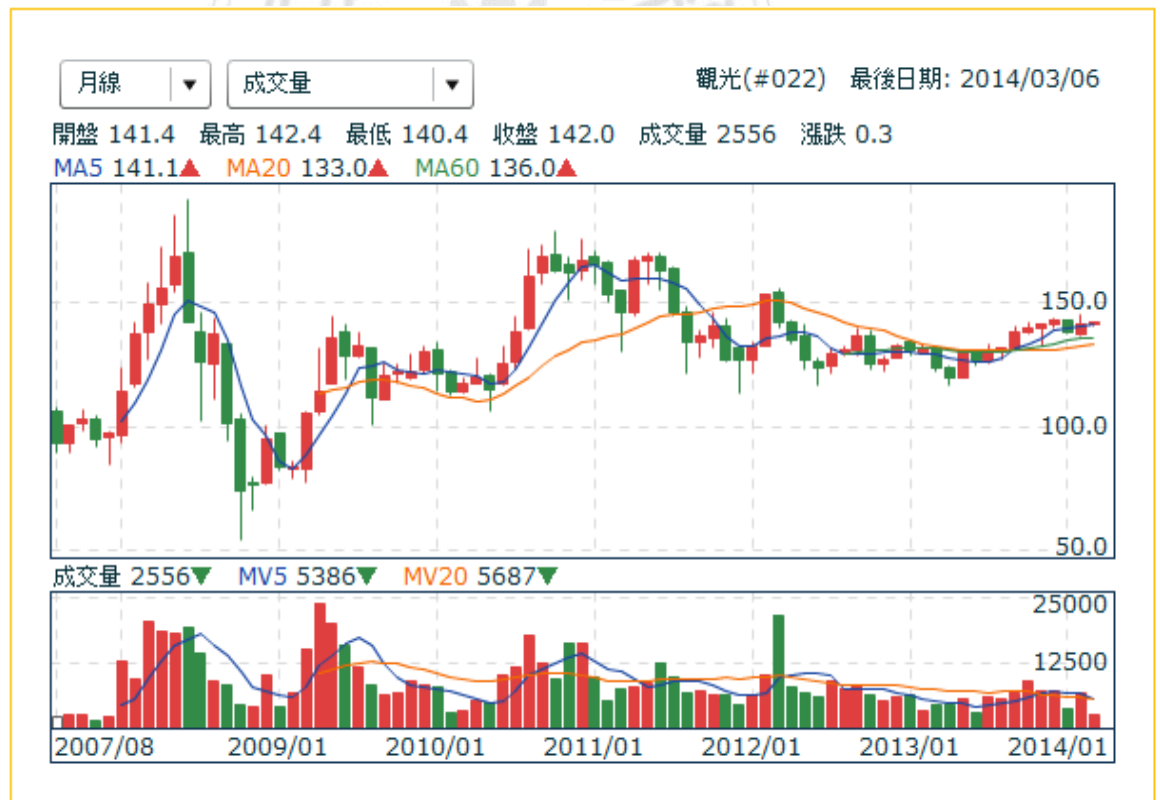 月線 成交量 觀光(#022) 最後日期: 2014/03/06
開盤 141.4 最高 142.4 最低 140.4 收盤 142.0 成交量 2556 漲跌 0.3
MA5 141.1▲ MA20 133.0▲ MA60 136.0▲
150.0
100.0
50.0
成交量 2556▼ MV5 5386▼ MV20 5687▼
25000
12500
2007/08 2009/01 2010/01 2011/01 2012/01 2013/01 2014/01